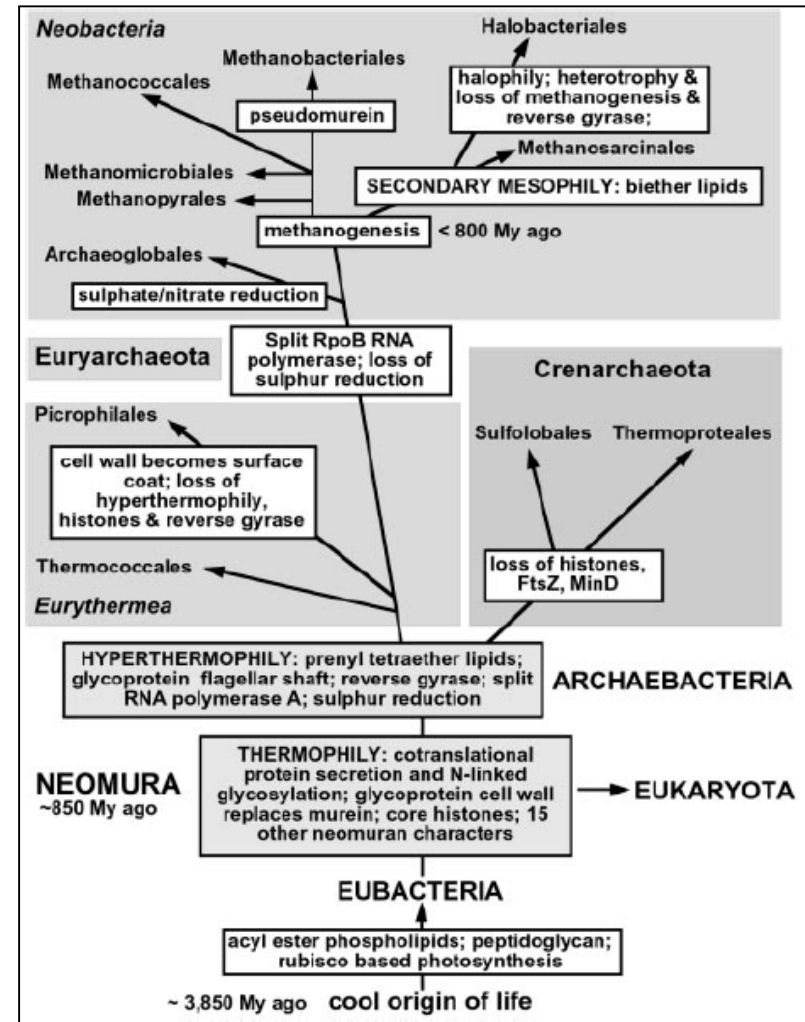 Neobacteria
Halobacteriales
Methanobacteriales
Methanococcales
halophily; heterotrophy &
loss of methanogenesis &
reverse gyrase;
pseudomurein
Methanosarcinales
Methanomicrobiales
SECONDARY MESOPHILY: biether lipids
Methanopyrales
methanogenesis
< 800 My ago
Archaeoglobales
sulphate/nitrate reduction
Split RpoB RNA
polymerase; loss of
sulphur reduction
Euryarchaeota
Crenarchaeota
Picrophilales
cell wall becomes surface
coat; loss of
hyperthermophily,
histones & reverse gyrase
Thermococcales
Eurythermea
Sulfolobales
Thermoproteales
loss of histones,
FtsZ, MinD
HYPERTHERMOPHILY: prenyl tetraether lipids;
glycoprotein flagellar shaft; reverse gyrase; split
RNA polymerase A; sulphur reduction
ARCHAEBACTERIA
NEOMURA
~850 My ago
THERMOPHILY: cotranslational
protein secretion and N-linked
glycosylation; glycoprotein cell wall
replaces murein; core histones; 15
other neomuran characters
EUKARYOTA
EUBACTERIA
acyl ester phospholipids; peptidoglycan;
rubisco based photosynthesis
~ 3,850 My ago cool origin of life